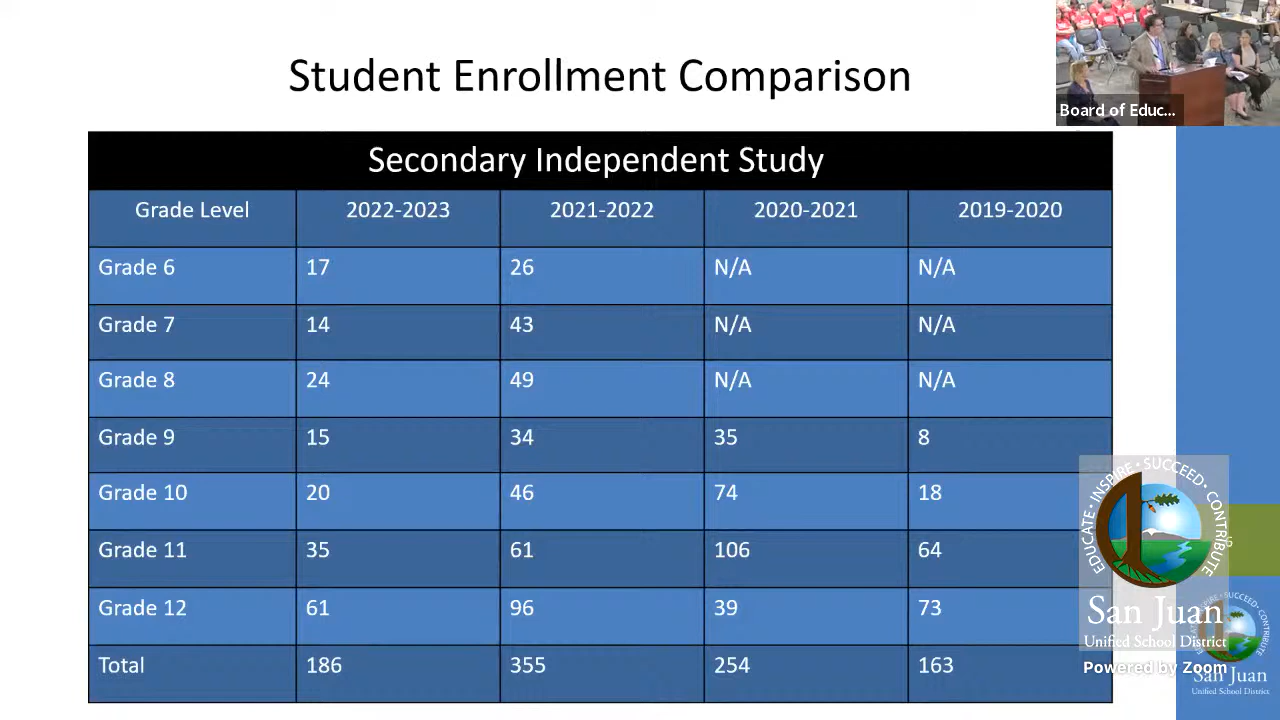 Student Enrollment Comparison
Board of Educ...
Secondary Independent Study
Grade Level 2022-2023 2021-2022 2020-2021 2019-2020
Grade 6 17 26 N/A N/A
Grade 7 14 43 N/A N/A
Grade 8 24 49 N/A N/A
Grade 9 15 34 35 8
Grade 10 20 46 74 18
Grade 11 35 61 106 64
Grade 12 61 96 39 73
Total 186 355 254 163
EDUCATE • INSPIRE • SUCCEED • CONTRIBUTE
San Juan
Unified School District
Powered by Zoom
San Juan
Unified School District